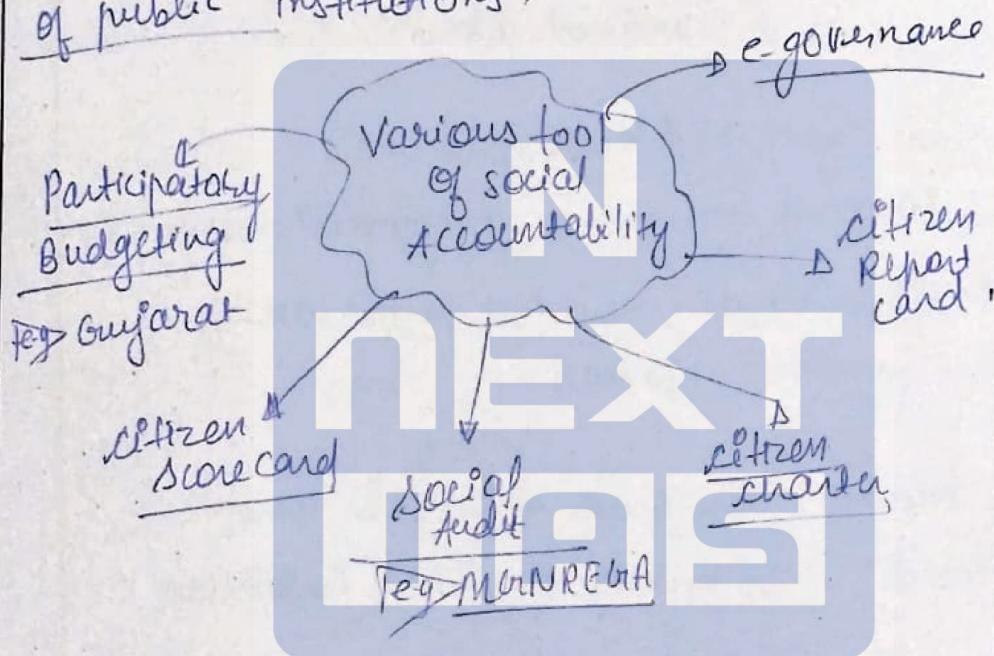 of public institutions.
e-governance
Various tool
of social
Accountability
Participatary
Budgeting
eg> Gujarat
citizen
Report
card.
citizen
scorecard
social
Audit
eg> MGNREGA
citizen
charter
NEXT
IAS